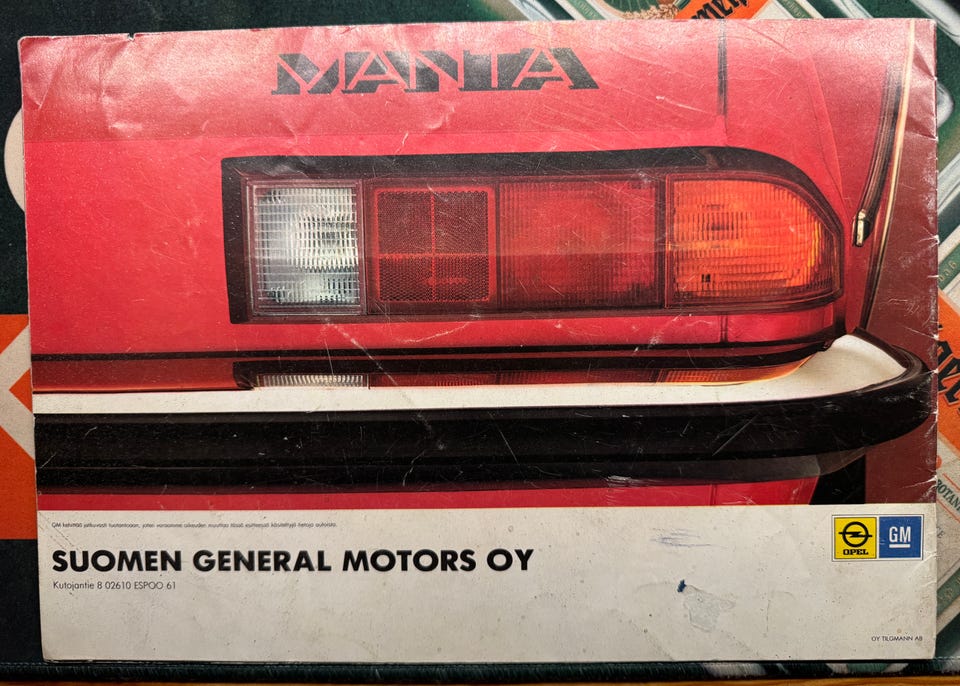 MANTA
GM kehittää jatkuvasti tuotantoaan, joten varaamme oikeuden muuttaa tässä esitteessä käsiteltyjä tietoja autoista.
OPEL
GM
SUOMEN GENERAL MOTORS OY
Kutojantie 8 02610 ESPOO 61
OY TILGMANN AB